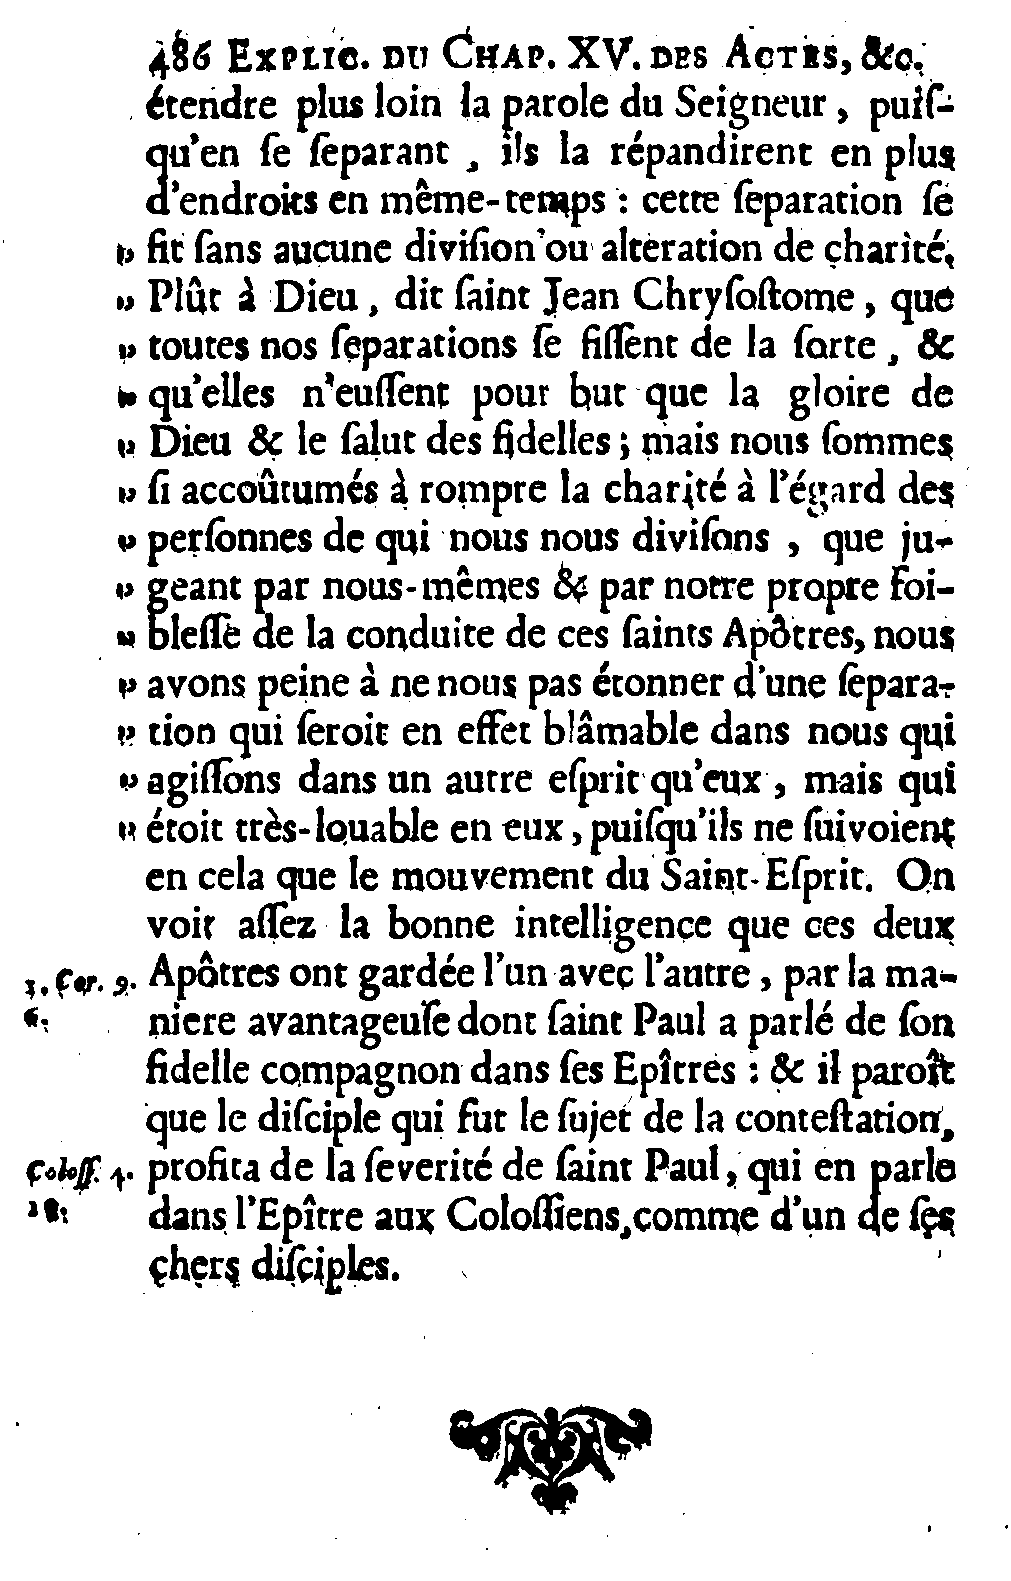 486 EXPLIC. DU CHAP. XV. DES ACTES, &c.
étendre plus loin la parole du Seigneur, puiſ-
qu'en ſe ſeparant, ils la répandirent en plus
d'endroits en même-temps : cette ſeparation ſe
" fit ſans aucune diviſion ou alteration de charité.
" Plût à Dieu, dit ſaint Jean Chryſoſtome, que
" toutes nos ſeparations ſe fiſſent de la ſorte, &
" qu'elles n'euſſent pour but que la gloire de
" Dieu & le ſalut des fidelles ; mais nous ſommes
" ſi accoûtumés à rompre la charité à l'égard des
" perſonnes de qui nous nous diviſons, que ju-
" geant par nous-mêmes & par notre propre foi-
" bleſſe de la conduite de ces ſaints Apôtres, nous
" avons peine à ne nous pas étonner d'une ſepara-
" tion qui ſeroit en effet blâmable dans nous qui
" agiſſons dans un autre eſprit qu'eux, mais qui
" étoit très-louable en eux, puiſqu'ils ne ſuivoient
en cela que le mouvement du Saint-Eſprit. On
voit aſſez la bonne intelligence que ces deux
1. Cor. 9. Apôtres ont gardée l'un avec l'autre, par la ma-
6. niere avantageuſe dont ſaint Paul a parlé de ſon
fidelle compagnon dans ſes Epîtres : & il paroît
que le diſciple qui fut le ſujet de la conteſtation,
Coloſſ. 4. profita de la ſeverité de ſaint Paul, qui en parle
10. dans l'Epître aux Coloſſiens, comme d'un de ſes
chers diſciples.